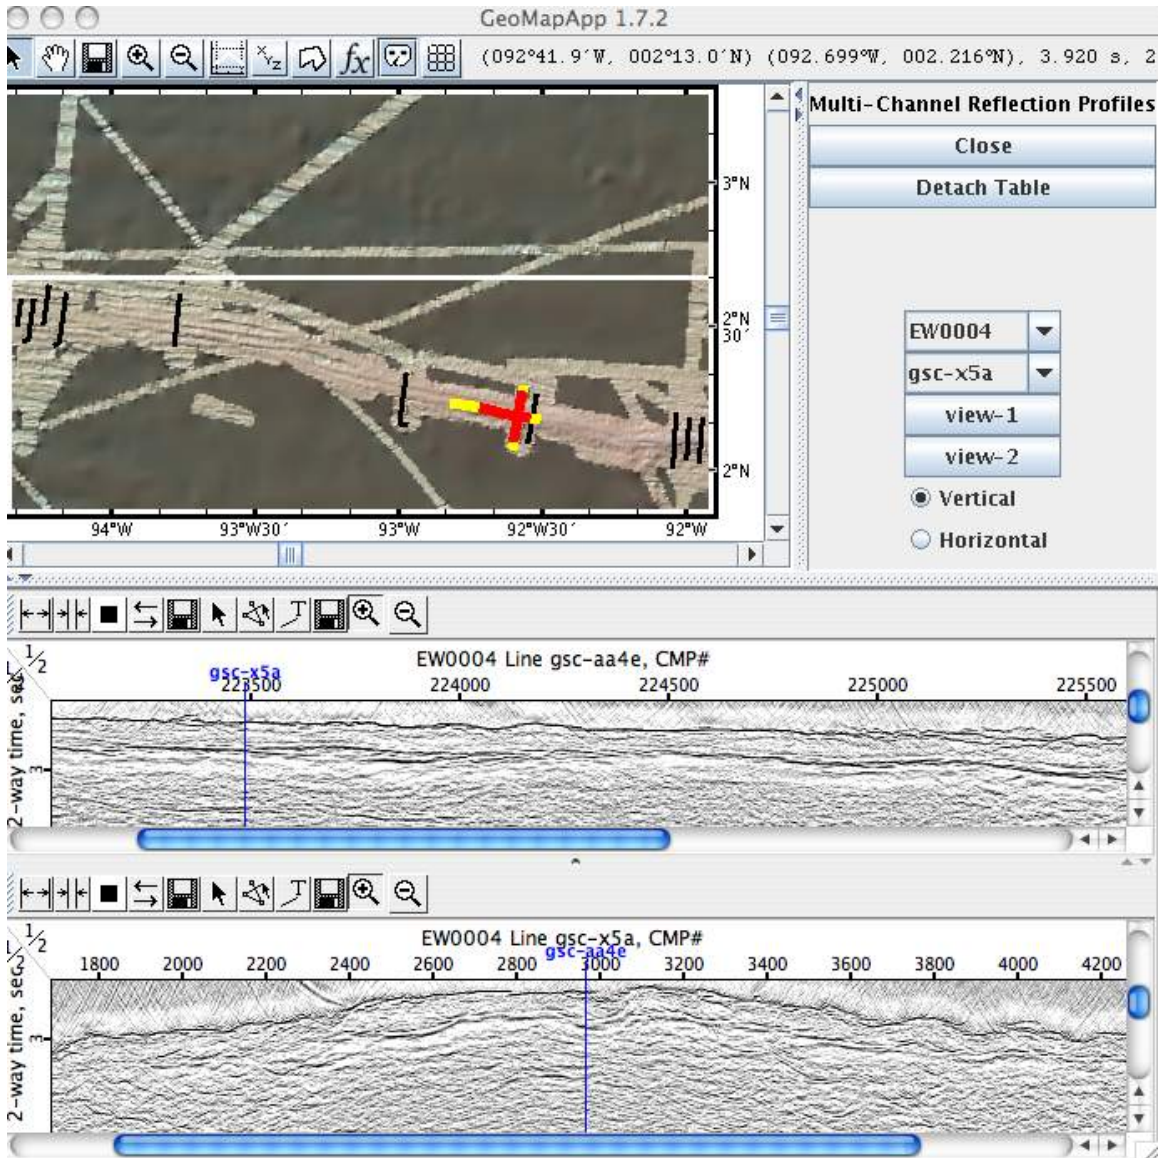 GeoMapApp 1.7.2
XYZ fx (092°41.9′W, 002°13.0′N) (092.699°W, 002.216°N), 3.920 s, 2
Multi-Channel Reflection Profiles
Close
Detach Table
3°N
2°N
30′
2°N
94°W 93°W30′ 93°W 92°W30′ 92°W
EW0004
gsc-x5a
view-1
view-2
Vertical
Horizontal
T
1/2
EW0004 Line gsc-aa4e, CMP#
gsc-x5a
223500 224000 224500 225000 225500
2-way time, sec
3
T
1/2
EW0004 Line gsc-x5a, CMP#
gsc-aa4e
1800 2000 2200 2400 2600 2800 3000 3200 3400 3600 3800 4000 4200
2-way time, sec
3